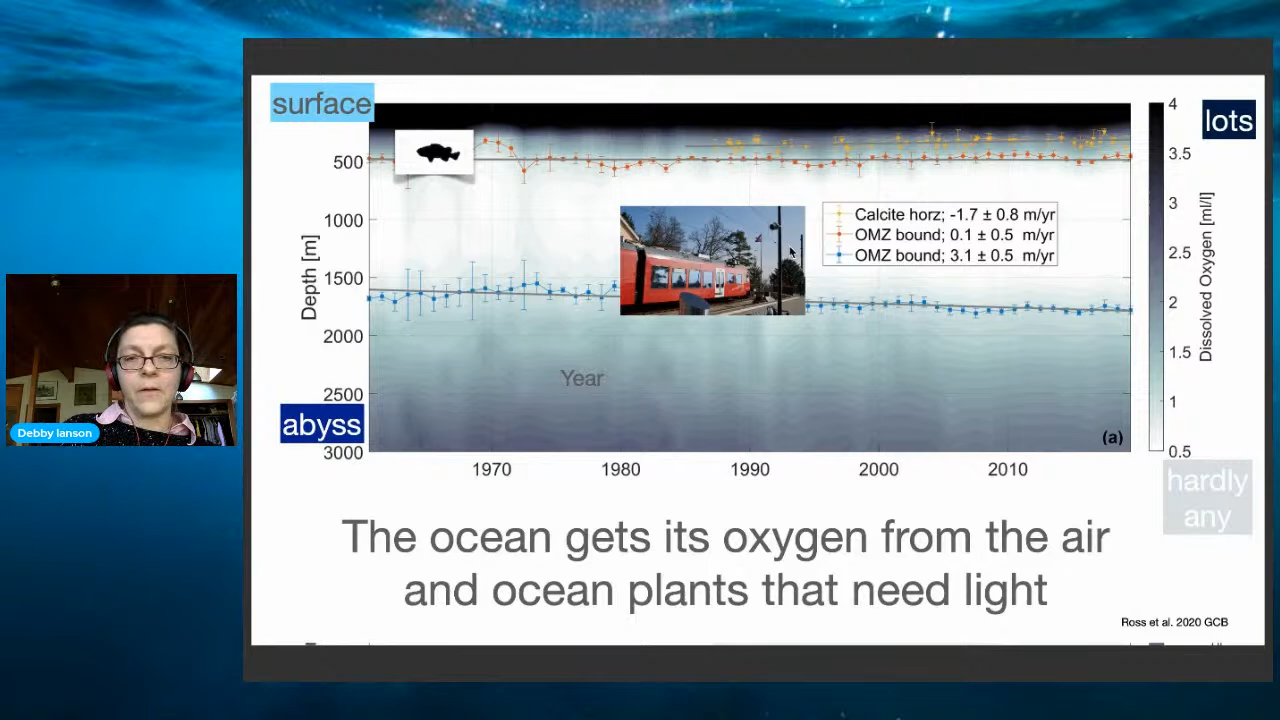 surface
lots
4
3.5
3
2.5
2
1.5
1
0.5
Dissolved Oxygen [ml/l]
500
1000
1500
2000
2500
3000
Depth [m]
Calcite horz; -1.7 ± 0.8 m/yr
OMZ bound; 0.1 ± 0.5 m/yr
OMZ bound; 3.1 ± 0.5 m/yr
Year
abyss
(a)
1970
1980
1990
2000
2010
hardly
any
Debby Ianson
The ocean gets its oxygen from the air
and ocean plants that need light
Ross et al. 2020 GCB